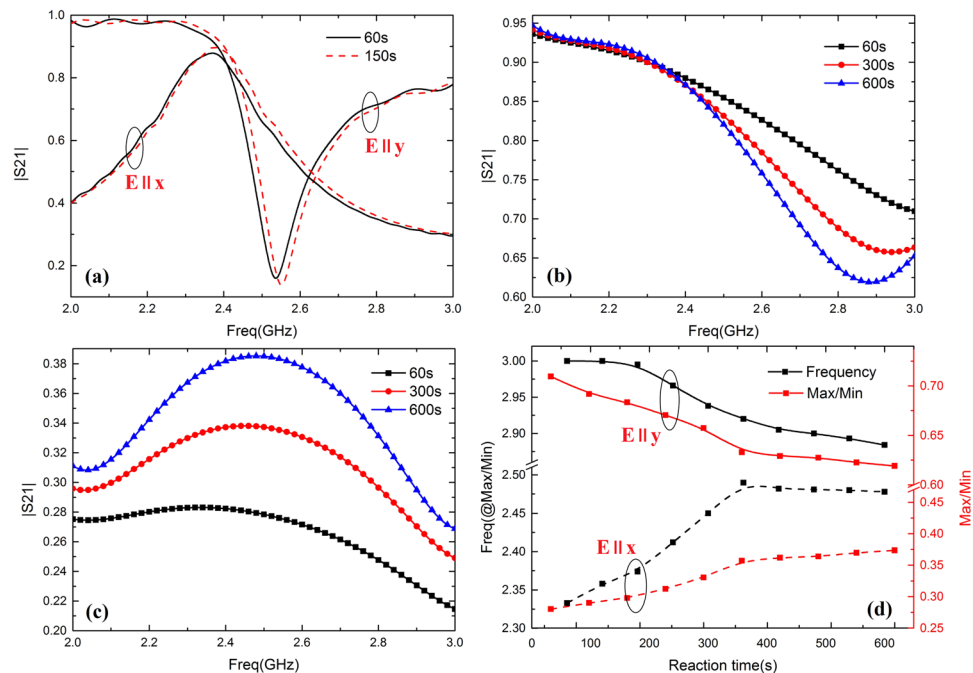 1.0
0.8
0.6
0.4
0.2
2.0
2.2
2.4
2.6
2.8
3.0
|S21|
Freq(GHz)
60s
150s
E∥x
E∥y
(a)
0.95
0.90
0.85
0.80
0.75
0.70
0.65
0.60
2.0
2.2
2.4
2.6
2.8
3.0
|S21|
Freq(GHz)
60s
300s
600s
(b)
0.38
0.36
0.34
0.32
0.30
0.28
0.26
0.24
0.22
0.20
2.0
2.2
2.4
2.6
2.8
3.0
|S21|
Freq(GHz)
60s
300s
600s
(c)
3.00
2.95
2.90
2.50
2.45
2.40
2.35
2.30
0
100
200
300
400
500
600
0.70
0.65
0.60
0.45
0.40
0.35
0.30
0.25
Freq(@Max/Min)
Max/Min
Reaction time(s)
Frequency
Max/Min
E∥y
E∥x
(d)